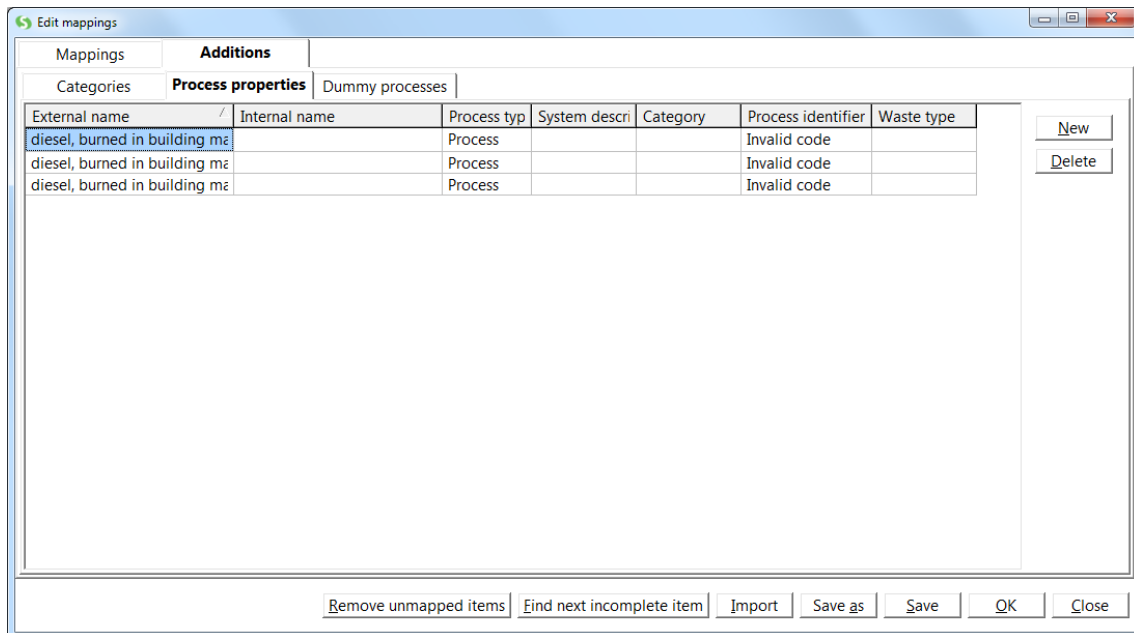 Edit mappings
Mappings Additions
Categories Process properties Dummy processes
External name Internal name Process typ System descri Category Process identifier Waste type
diesel, burned in building ma Process Invalid code
diesel, burned in building ma Process Invalid code
diesel, burned in building ma Process Invalid code
New
Delete
Remove unmapped items Find next incomplete item Import Save as Save OK Close